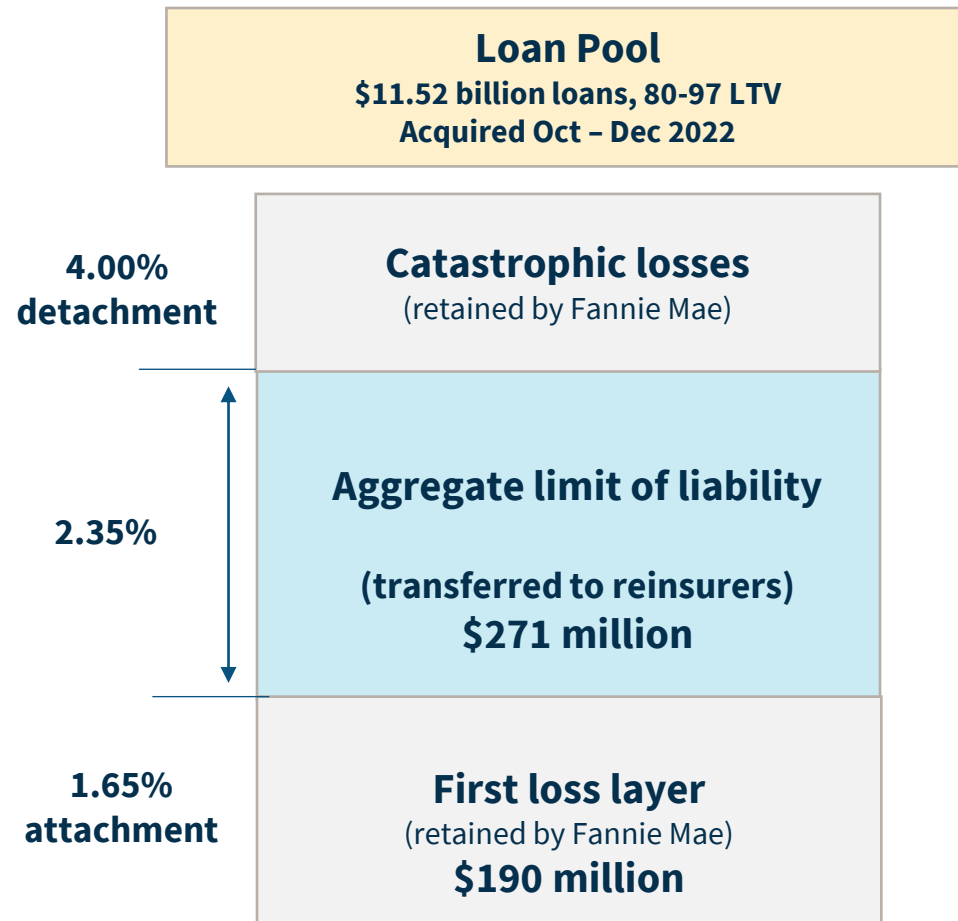 Loan Pool
$11.52 billion loans, 80-97 LTV
Acquired Oct – Dec 2022
4.00%
detachment
Catastrophic losses
(retained by Fannie Mae)
2.35%
Aggregate limit of liability
(transferred to reinsurers)
$271 million
1.65%
attachment
First loss layer
(retained by Fannie Mae)
$190 million